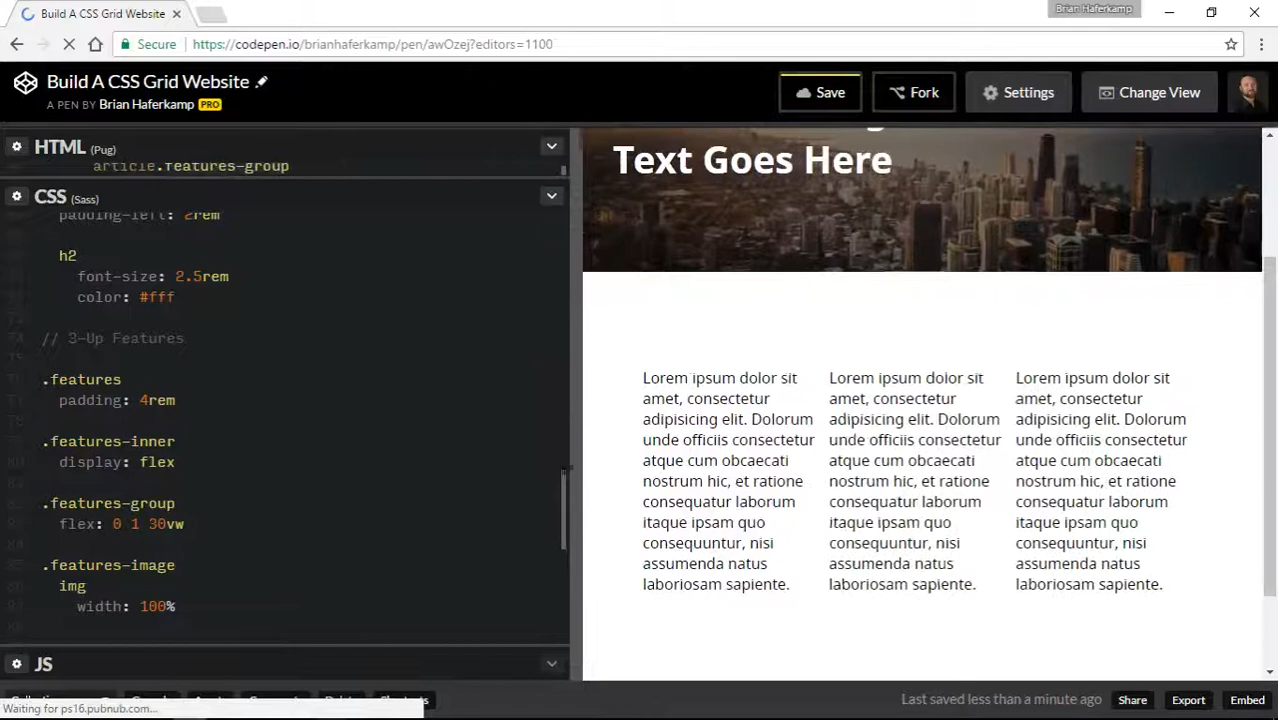 Build A CSS Grid Website
Brian Haferkamp
Secure
https://codepen.io/brianhaferkamp/pen/awOzej?editors=1100
Build A CSS Grid Website
A PEN BY Brian Haferkamp PRO
Save
Fork
Settings
Change View
HTML (Pug)
article.features-group
CSS (Sass)
padding-left: 2rem
h2
font-size: 2.5rem
color: #fff
// 3-Up Features
.features
padding: 4rem
.features-inner
display: flex
.features-group
flex: 0 1 30vw
.features-image
img
width: 100%
JS
Text Goes Here
Lorem ipsum dolor sit
amet, consectetur
adipisicing elit. Dolorum
unde officiis consectetur
atque cum obcaecati
nostrum hic, et ratione
consequatur laborum
itaque ipsam quo
consequuntur, nisi
assumenda natus
laboriosam sapiente.
Lorem ipsum dolor sit
amet, consectetur
adipisicing elit. Dolorum
unde officiis consectetur
atque cum obcaecati
nostrum hic, et ratione
consequatur laborum
itaque ipsam quo
consequuntur, nisi
assumenda natus
laboriosam sapiente.
Lorem ipsum dolor sit
amet, consectetur
adipisicing elit. Dolorum
unde officiis consectetur
atque cum obcaecati
nostrum hic, et ratione
consequatur laborum
itaque ipsam quo
consequuntur, nisi
assumenda natus
laboriosam sapiente.
Waiting for ps16.pubnub.com...
Last saved less than a minute ago
Share
Export
Embed